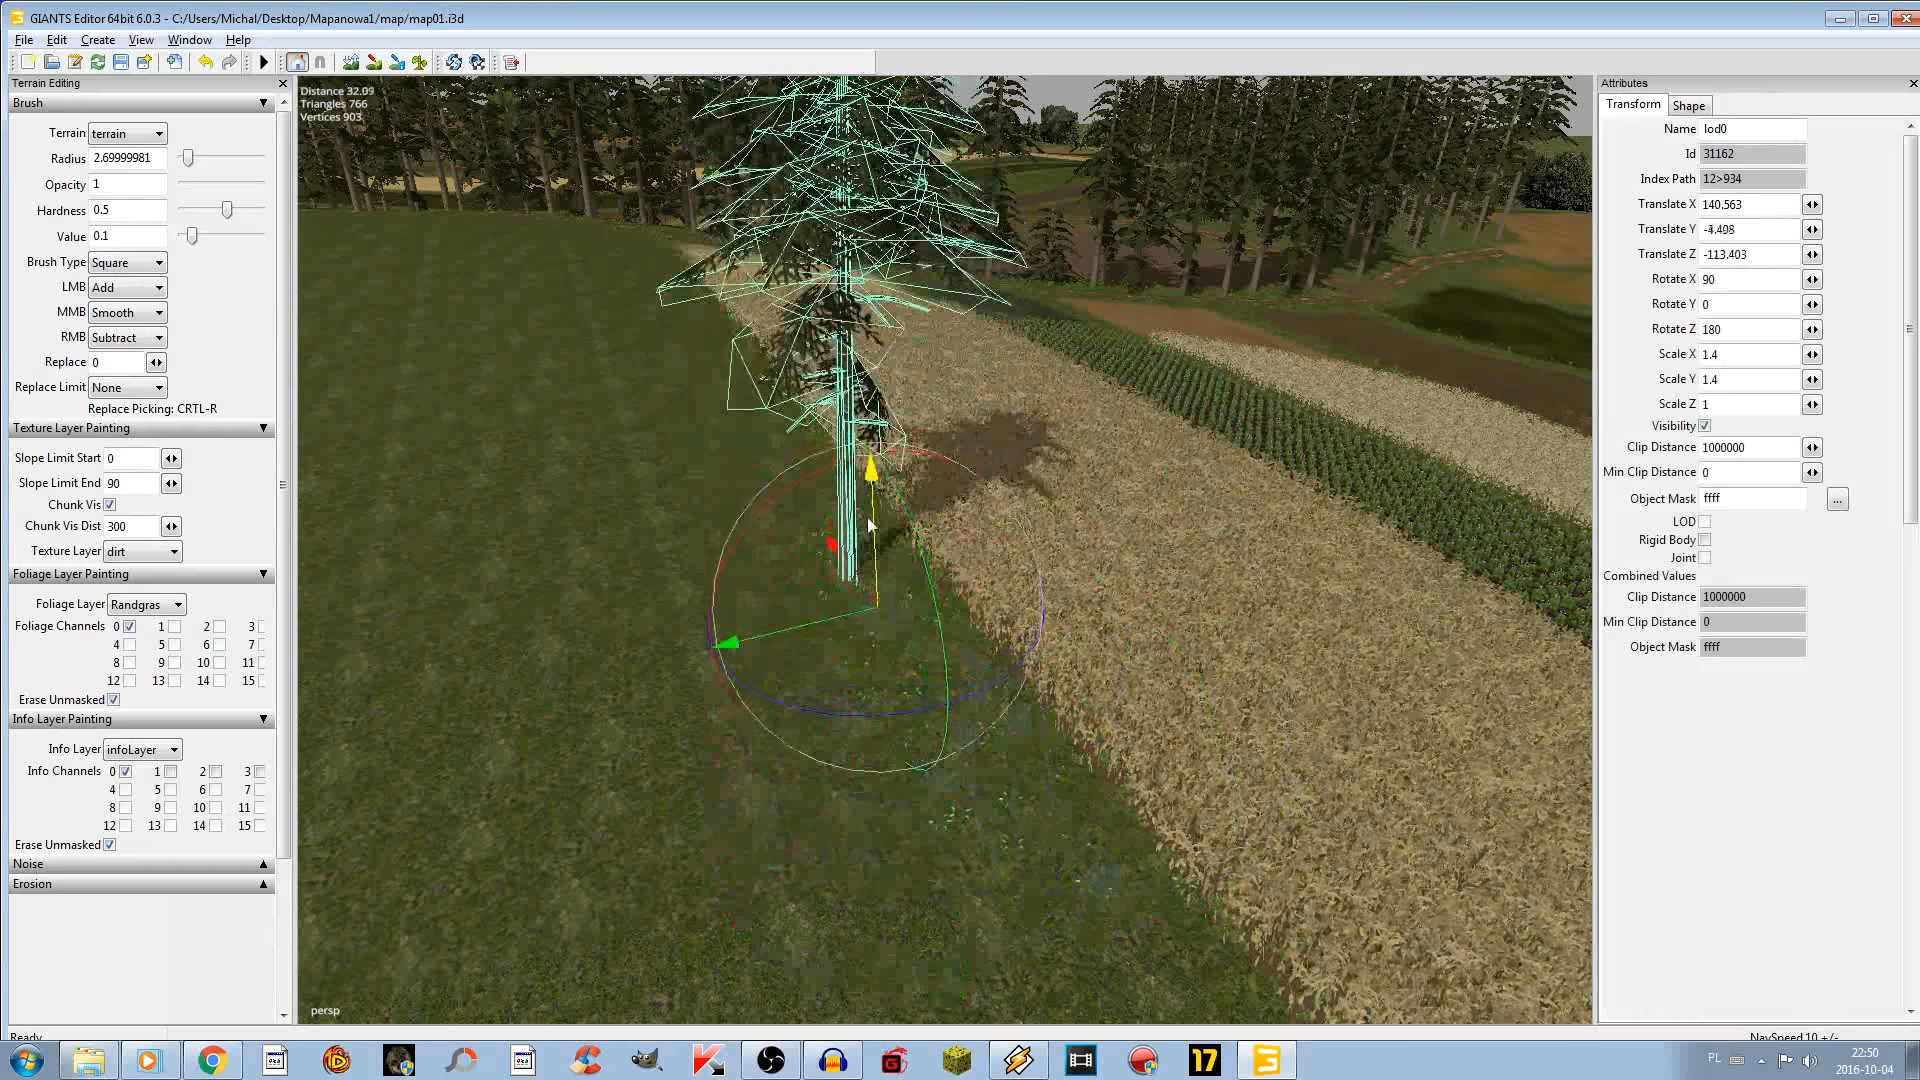 GIANTS Editor 64bit 6.0.3 - C:/Users/Michal/Desktop/Mapanowa1/map/map01.i3d
File Edit Create View Window Help
Terrain Editing
Brush
Terrain terrain
Radius 2.69999981
Opacity 1
Hardness 0.5
Value 0.1
Brush Type Square
LMB Add
MMB Smooth
RMB Subtract
Replace 0
Replace Limit None
Replace Picking: CRTL-R
Texture Layer Painting
Slope Limit Start 0
Slope Limit End 90
Chunk Vis
Chunk Vis Dist 300
Texture Layer dirt
Foliage Layer Painting
Foliage Layer Randgras
Foliage Channels 0 1 2 3
4 5 6 7
8 9 10 11
12 13 14 15
Erase Unmasked
Info Layer Painting
Info Layer infoLayer
Info Channels 0 1 2 3
4 5 6 7
8 9 10 11
12 13 14 15
Erase Unmasked
Noise
Erosion
Ready
Distance 32.09
Triangles 766
Vertices 903
persp
Attributes
Transform Shape
Name lod0
Id 31162
Index Path 12>934
Translate X 140.563
Translate Y
Translate Z -113.403
Rotate X 90
Rotate Y 0
Rotate Z 180
Scale X 1.4
Scale Y 1.4
Scale Z 1
Visibility
Clip Distance 1000000
Min Clip Distance 0
Object Mask ffff ...
LOD
Rigid Body
Joint
Combined Values
Clip Distance 1000000
Min Clip Distance 0
Object Mask ffff
NavSpeed 10 +/-
17
PL
22:50
2016-10-04